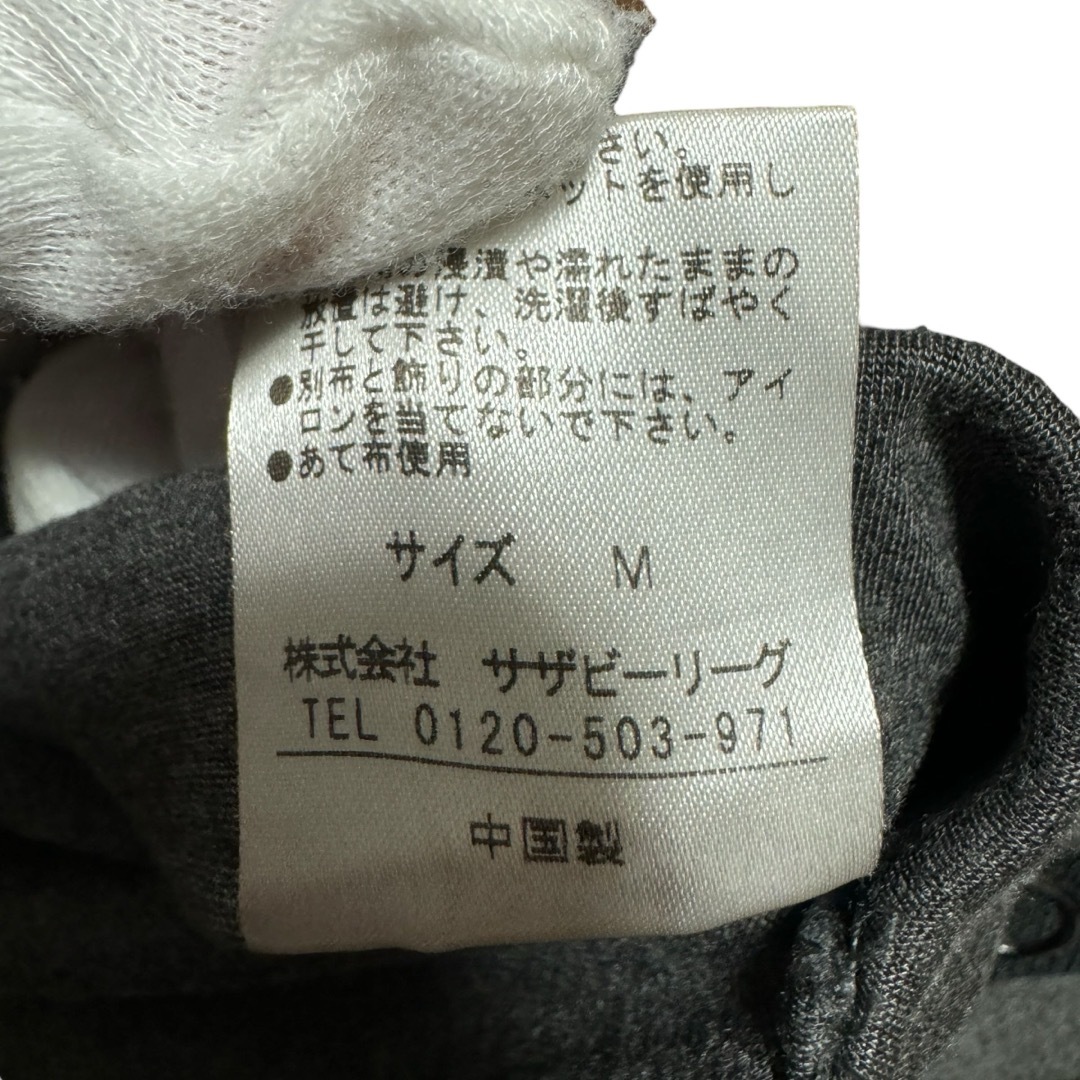 さい。
ットを使用し
浸漬や濡れたままの
放置は避け、洗濯後すばやく
干して下さい。
●別布と飾りの部分には、アイ
ロンを当てないで下さい。
●あて布使用
サイズ M
株式会社 サザビーリーグ
TEL 0120-503-971
中国製